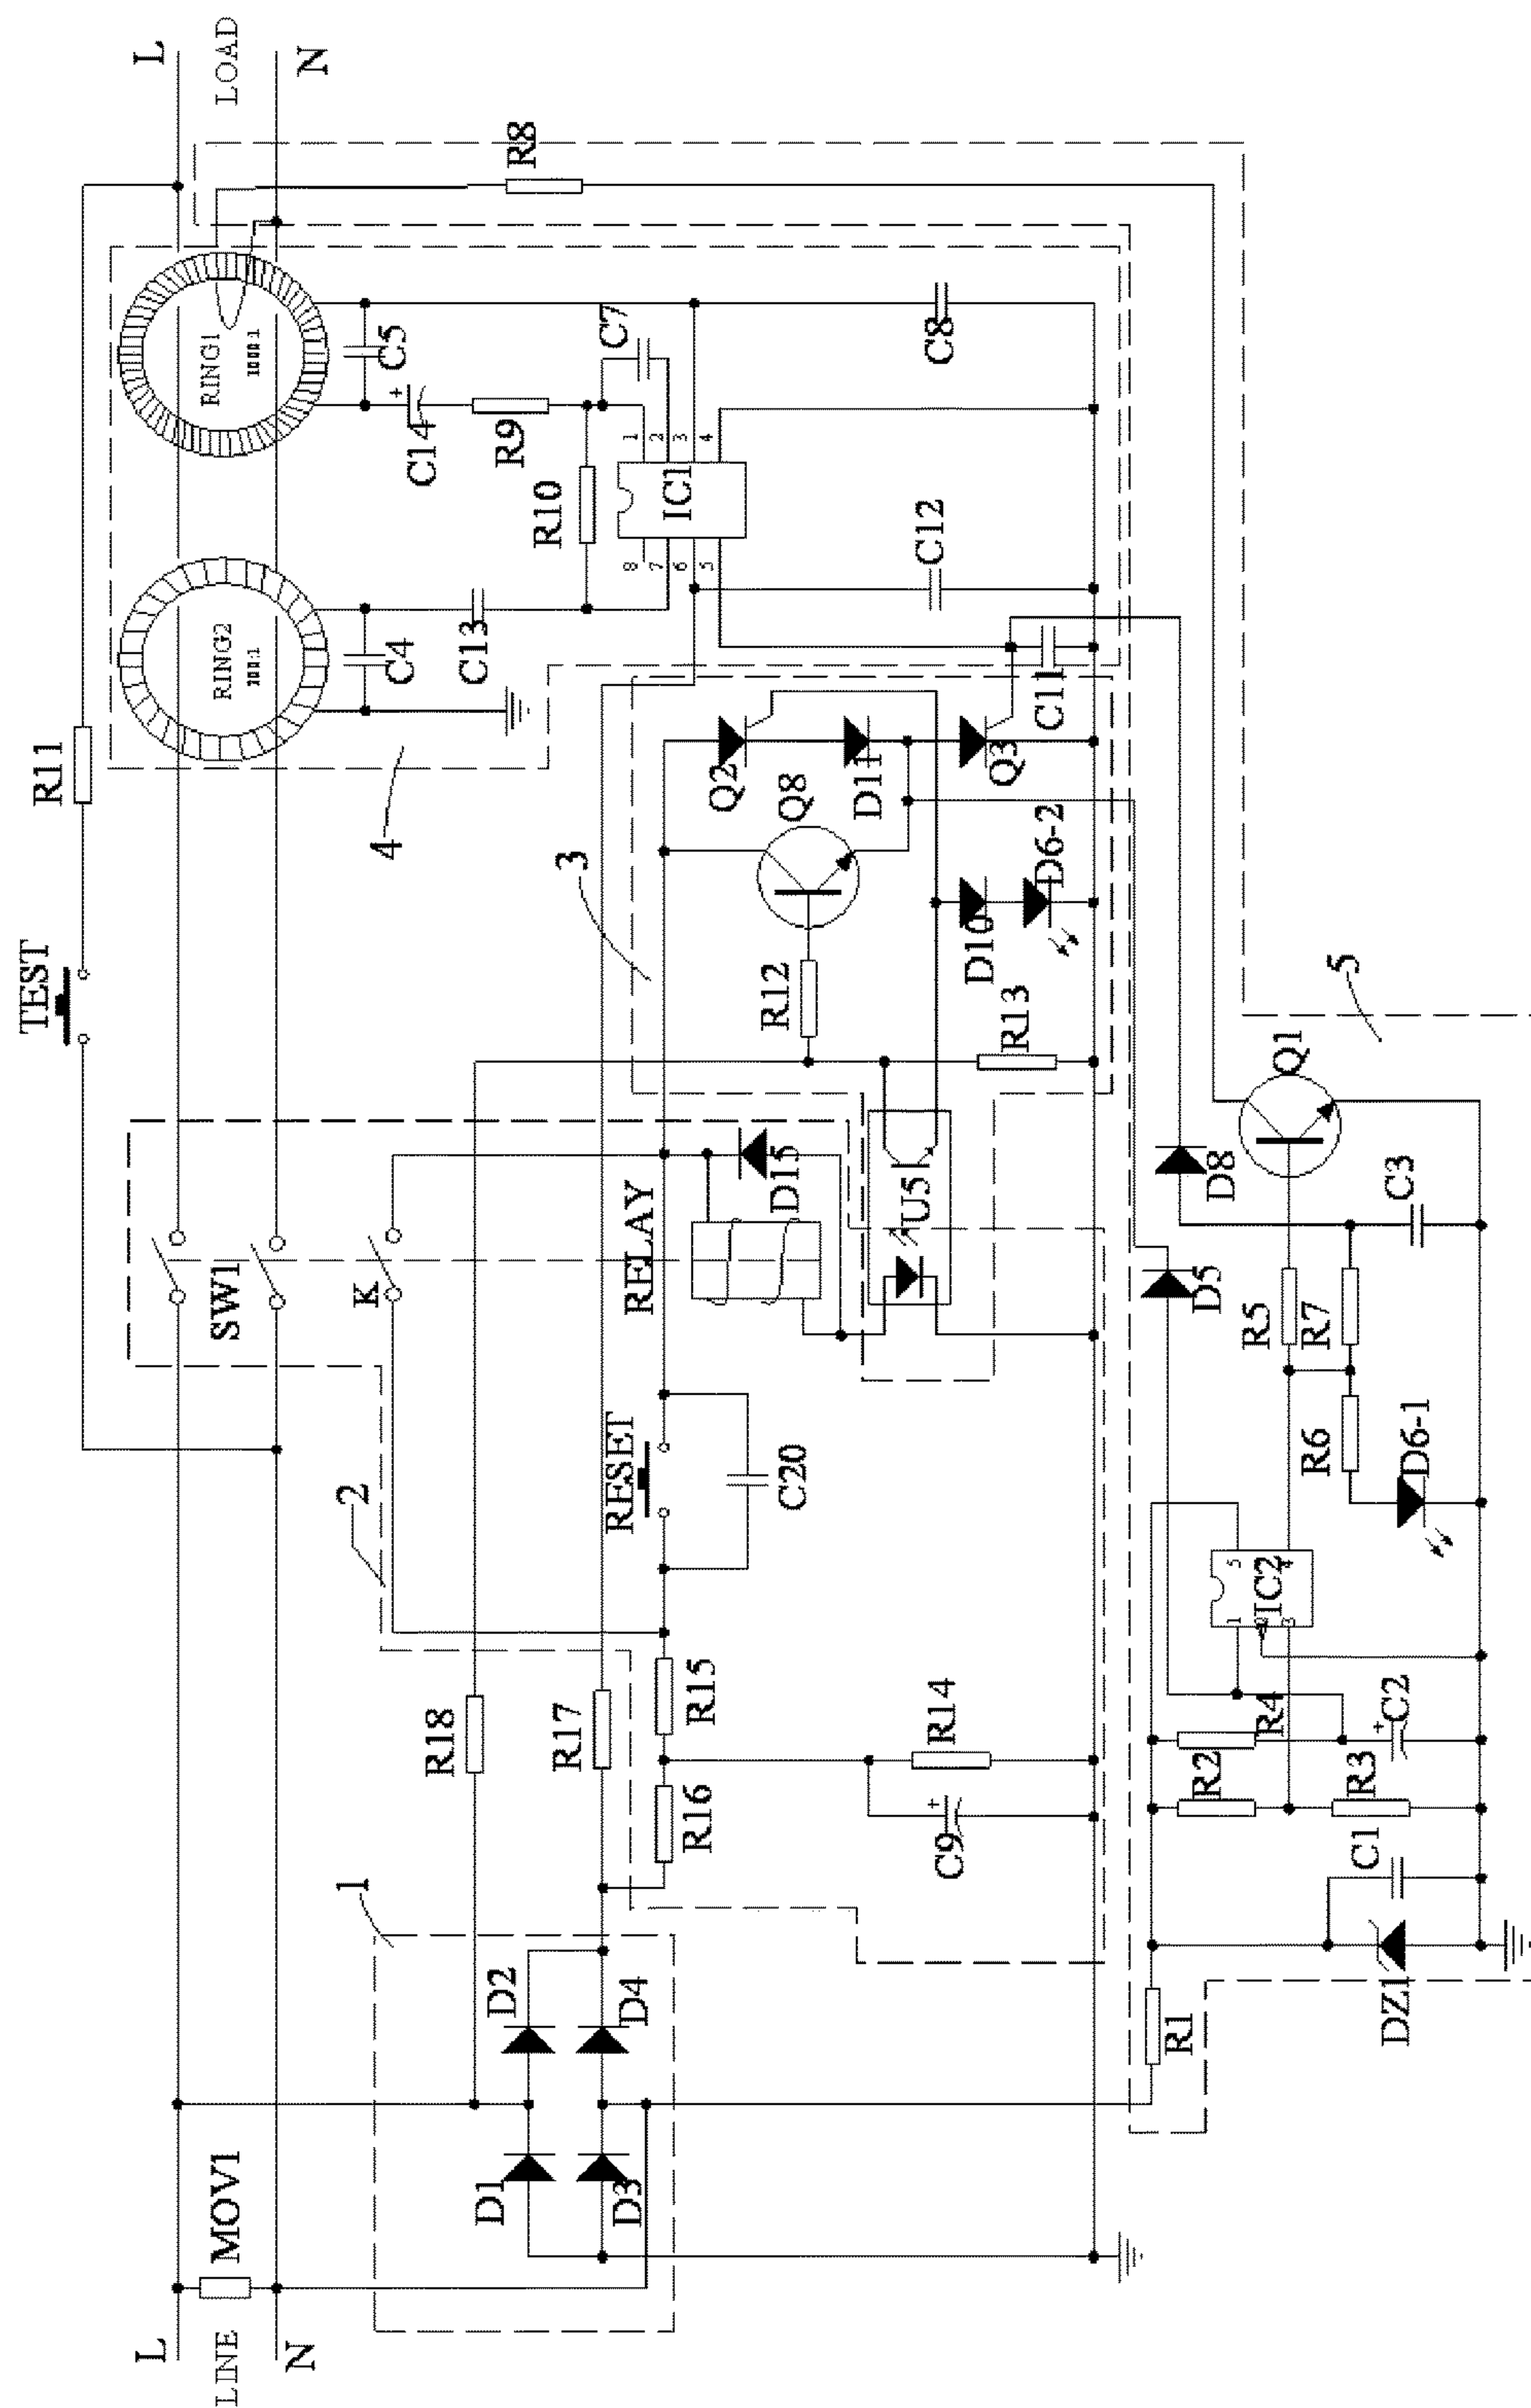 L
LINE
N
MOV1
TEST
R11
L
LOAD
N
SW1
K
RING2
100:1
RING1
1000:1
R8
4
C4
C13
C5
C14
R9
R10
C7
8
7
6
5
IC1
1
2
3
4
C8
C12
C11
1
D1
D2
D3
D4
2
R18
R17
R16
R15
RESET
C20
R14
C9
RELAY
D15
U5
3
Q2
Q8
D11
Q3
R12
R13
D10
D6-2
5
R1
DZ1
C1
R2
R3
R4
C2
1
2
3
IC2
5
4
R6
D6-1
R5
R7
D5
D8
C3
Q1